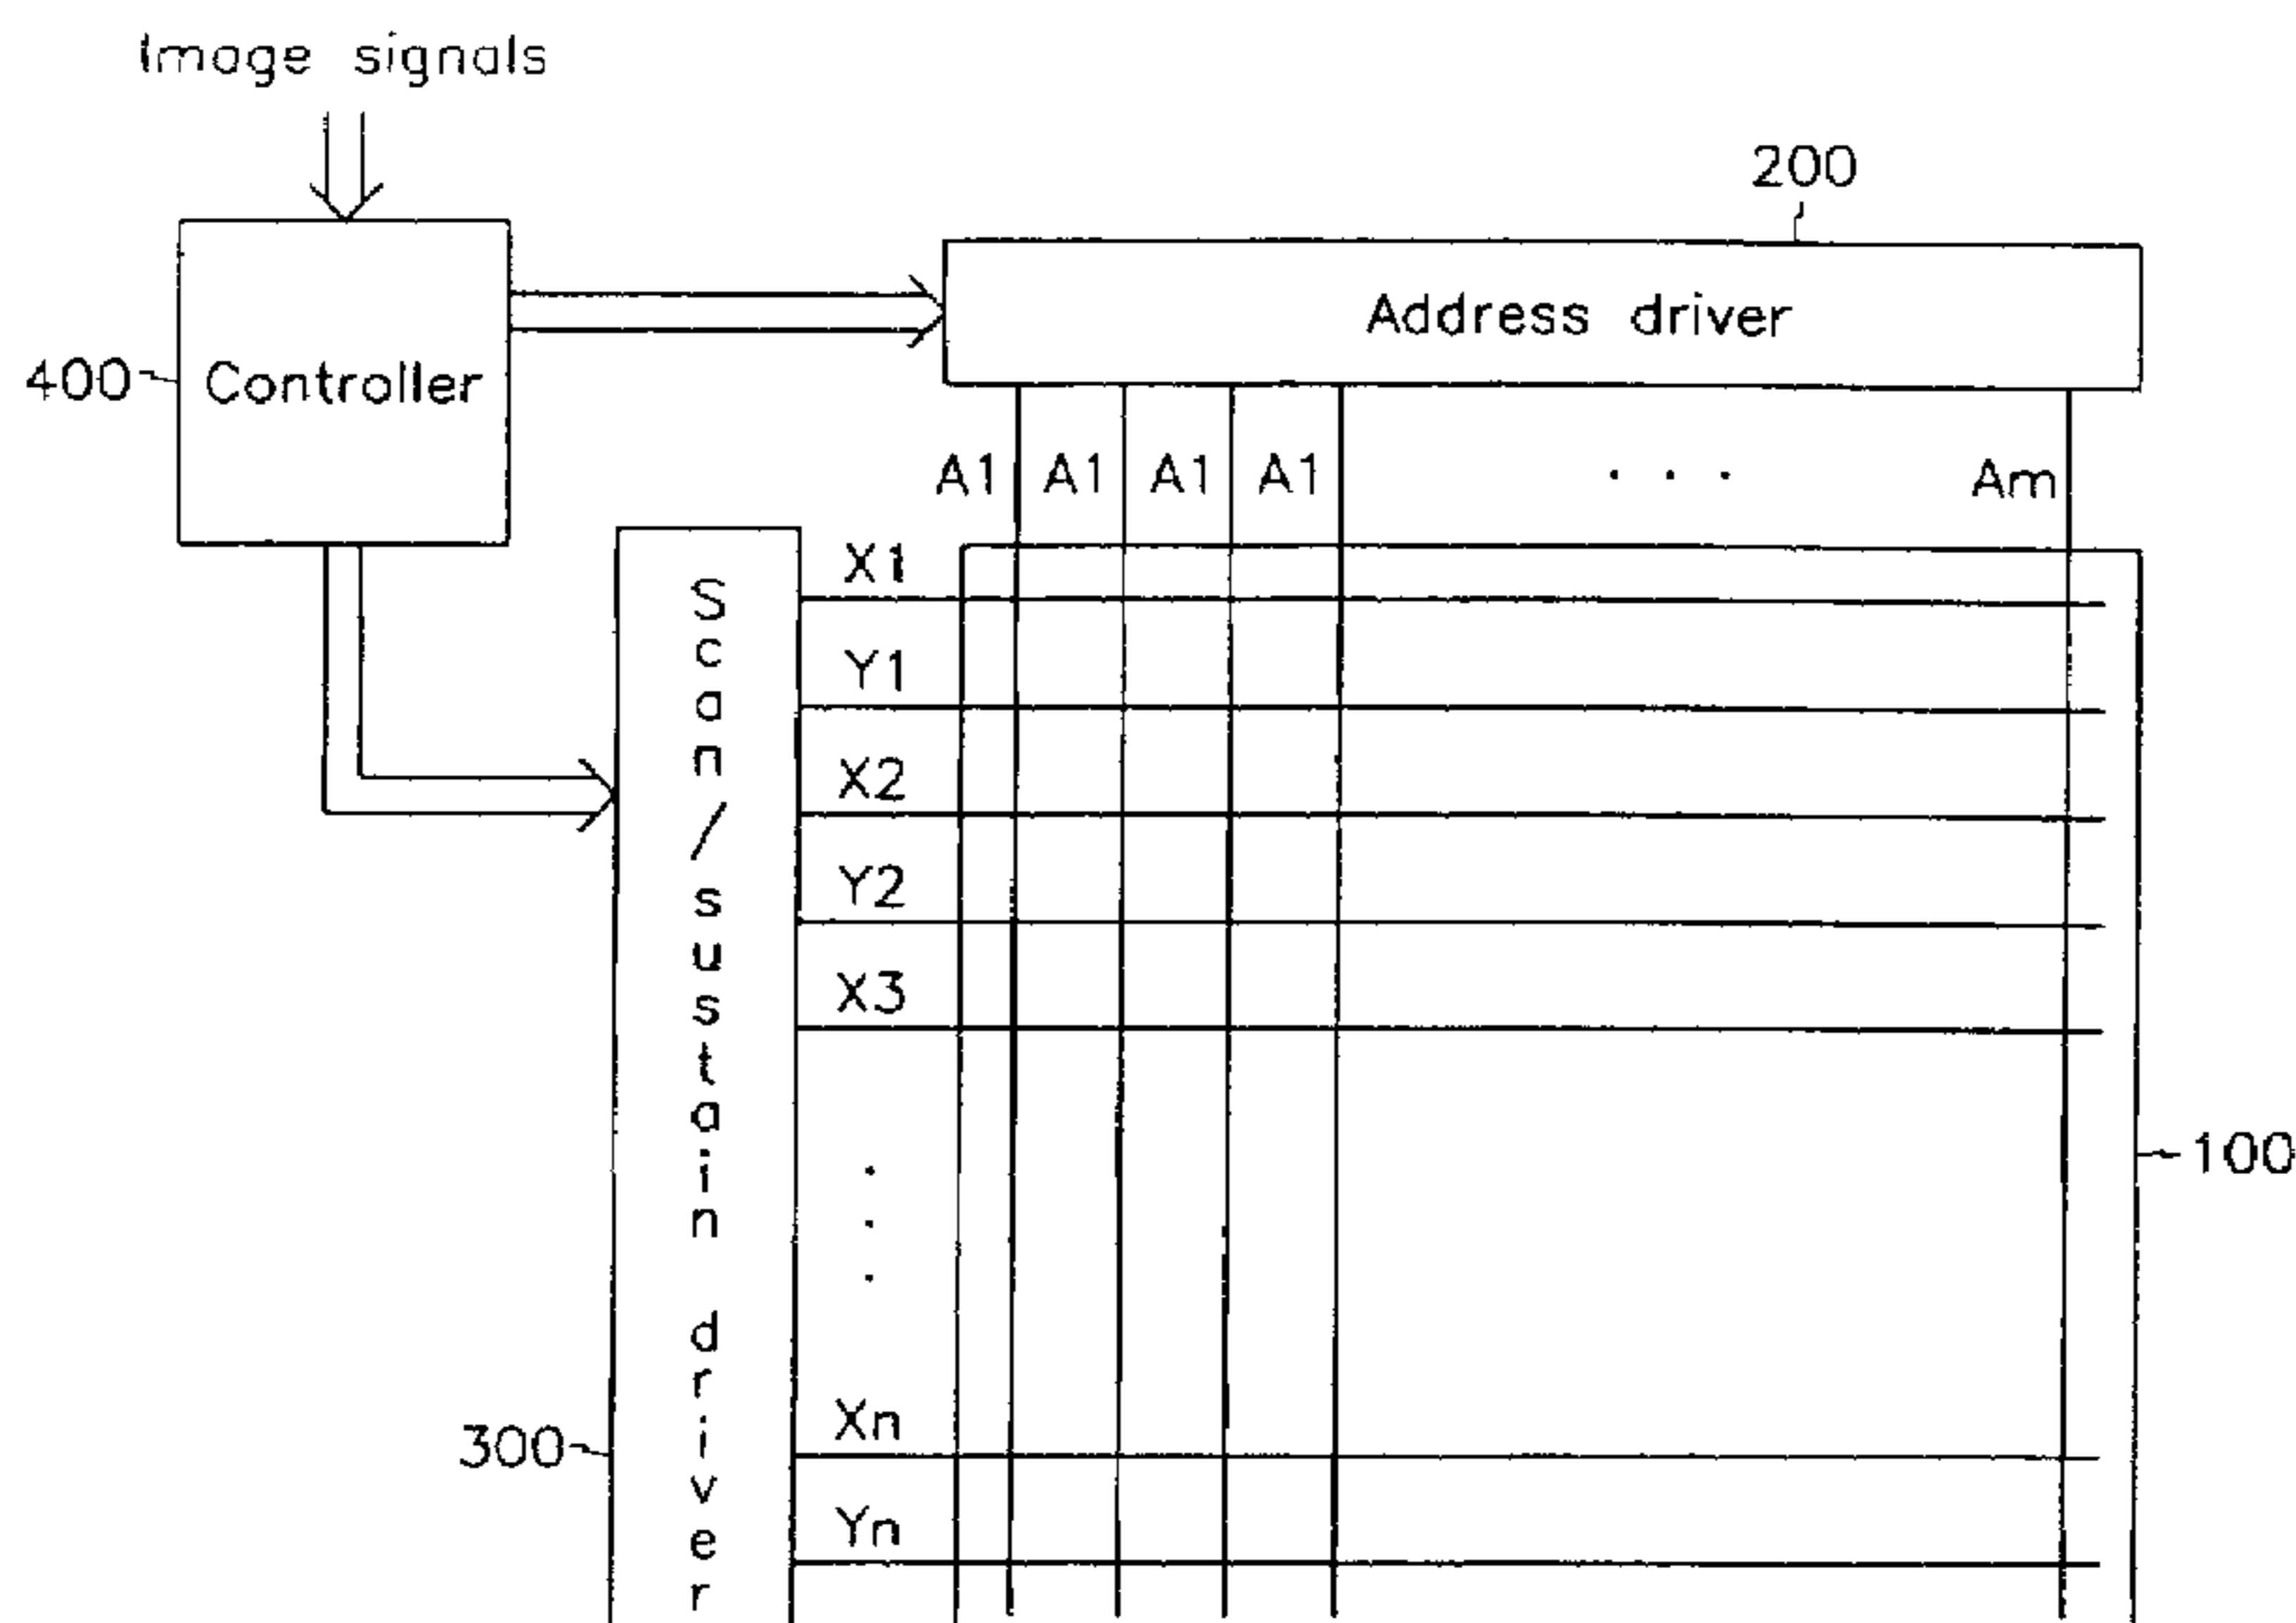 Image signals
200
Address driver
400
Controller
A1 A1 A1 A1 . . . Am
X1
Y1
X2
Y2
X3
.
.
.
Xn
Yn
Scan/sustain driver
100
300